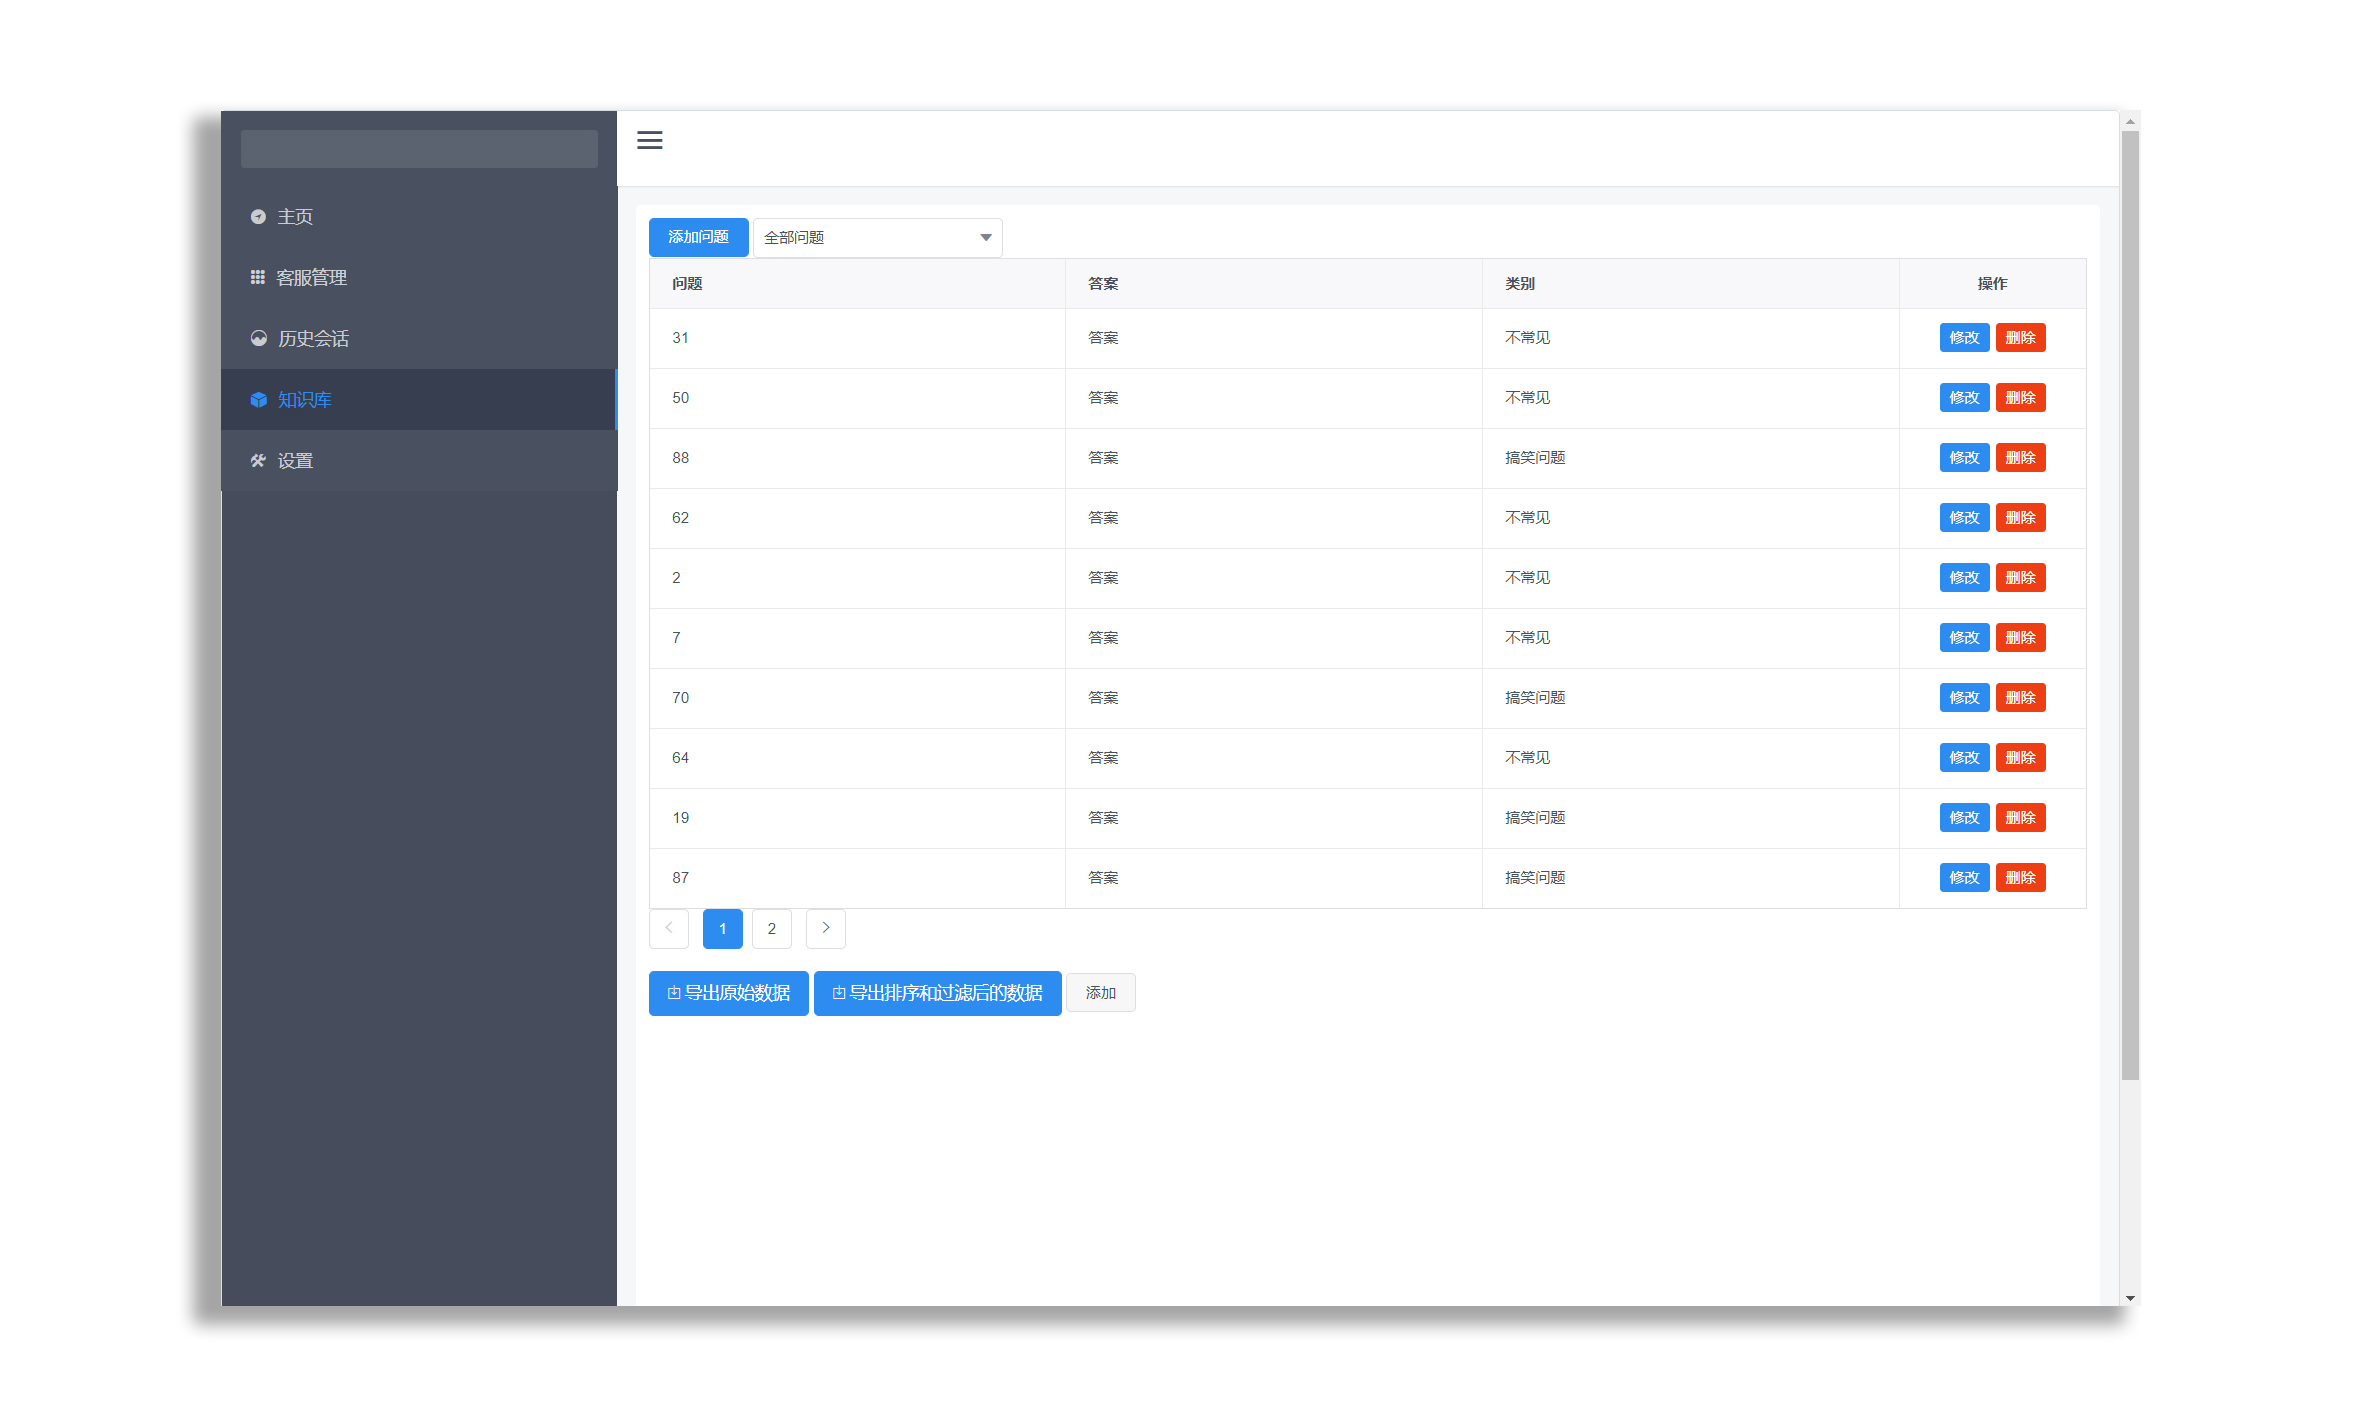 主页
客服管理
历史会话
知识库
设置
添加问题 全部问题
问题 答案 类别 操作
31 答案 不常见 修改 删除
50 答案 不常见 修改 删除
88 答案 搞笑问题 修改 删除
62 答案 不常见 修改 删除
2 答案 不常见 修改 删除
7 答案 不常见 修改 删除
70 答案 搞笑问题 修改 删除
64 答案 不常见 修改 删除
19 答案 搞笑问题 修改 删除
87 答案 搞笑问题 修改 删除
1 2
导出原始数据 导出排序和过滤后的数据 添加